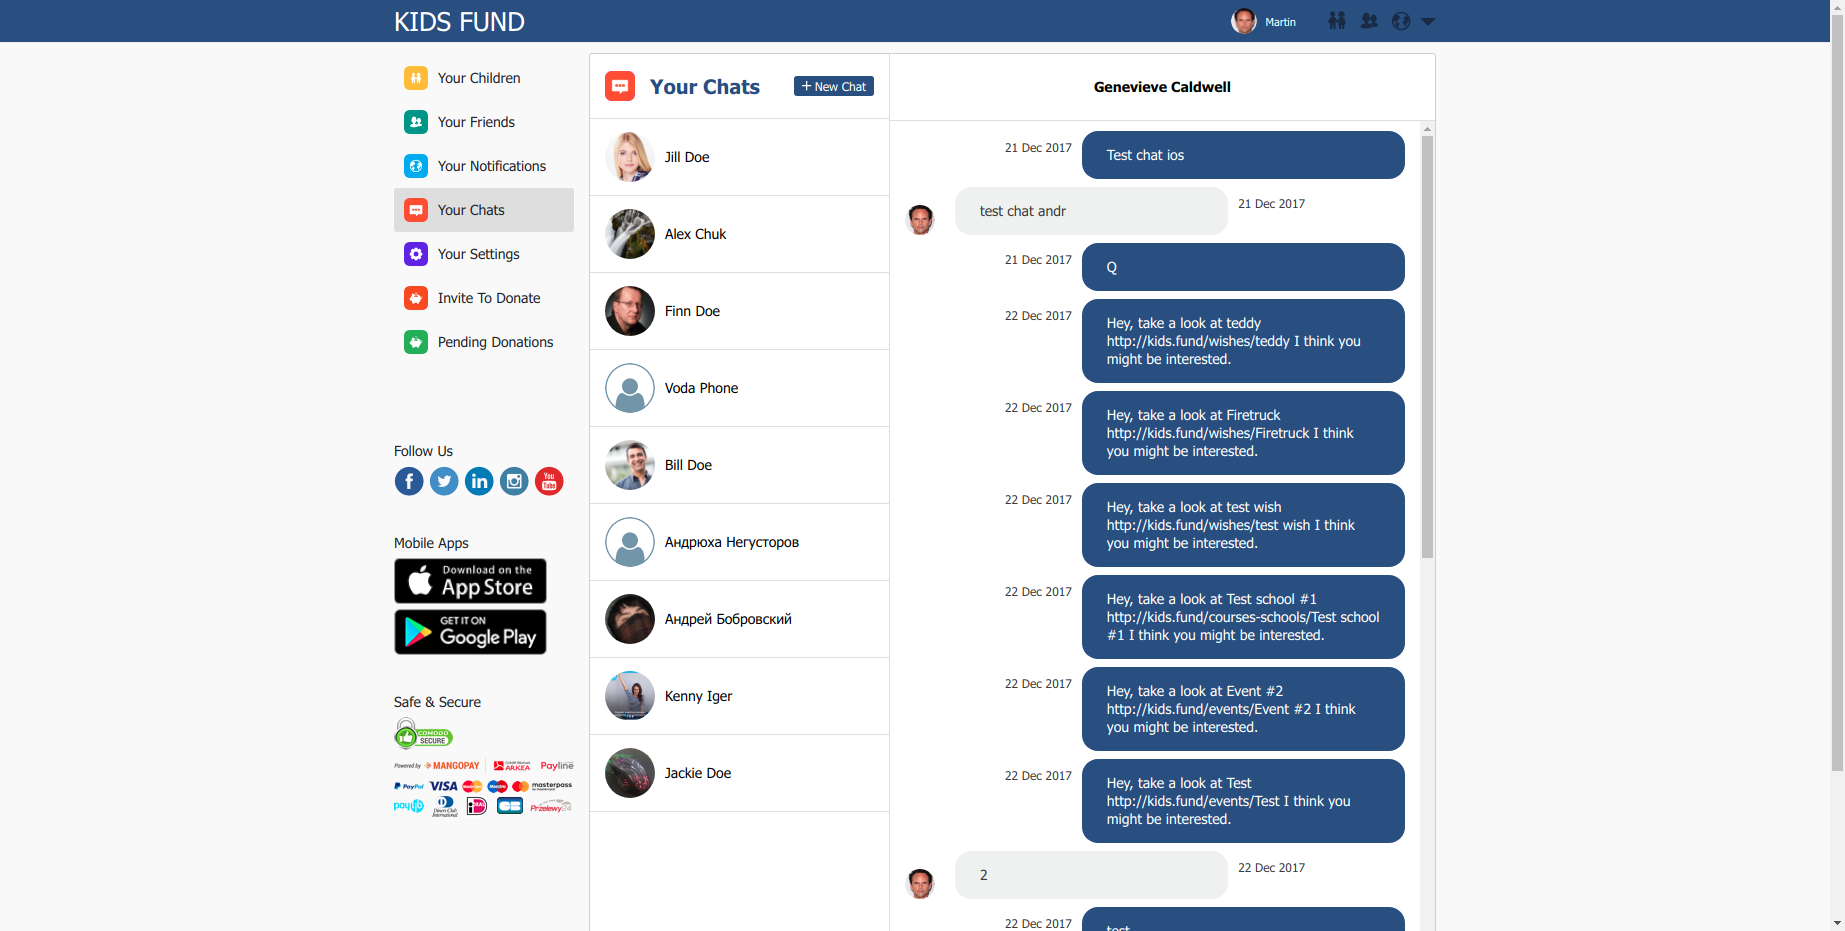 KIDS FUND
Martin
Your Children
Your Friends
Your Notifications
Your Chats
Your Settings
Invite To Donate
Pending Donations
Follow Us
You
Tube
Mobile Apps
Download on the
App Store
GET IT ON
Google Play
Safe & Secure
COMODO
SECURE
Powered by MANGOPAY Crédit Mutuel ARKEA Payline
PayPal VISA MasterCard Maestro masterpass
payu Diners Club International iDEAL CB Przelewy24
Your Chats
+ New Chat
Jill Doe
Alex Chuk
Finn Doe
Voda Phone
Bill Doe
Андрюха Негусторов
Андрей Бобровский
Kenny Iger
Jackie Doe
Genevieve Caldwell
21 Dec 2017
Test chat ios
test chat andr
21 Dec 2017
21 Dec 2017
Q
22 Dec 2017
Hey, take a look at teddy
http://kids.fund/wishes/teddy I think you
might be interested.
22 Dec 2017
Hey, take a look at Firetruck
http://kids.fund/wishes/Firetruck I think
you might be interested.
22 Dec 2017
Hey, take a look at test wish
http://kids.fund/wishes/test wish I think
you might be interested.
22 Dec 2017
Hey, take a look at Test school #1
http://kids.fund/courses-schools/Test school
#1 I think you might be interested.
22 Dec 2017
Hey, take a look at Event #2
http://kids.fund/events/Event #2 I think
you might be interested.
22 Dec 2017
Hey, take a look at Test
http://kids.fund/events/Test I think you
might be interested.
2
22 Dec 2017
22 Dec 2017
test